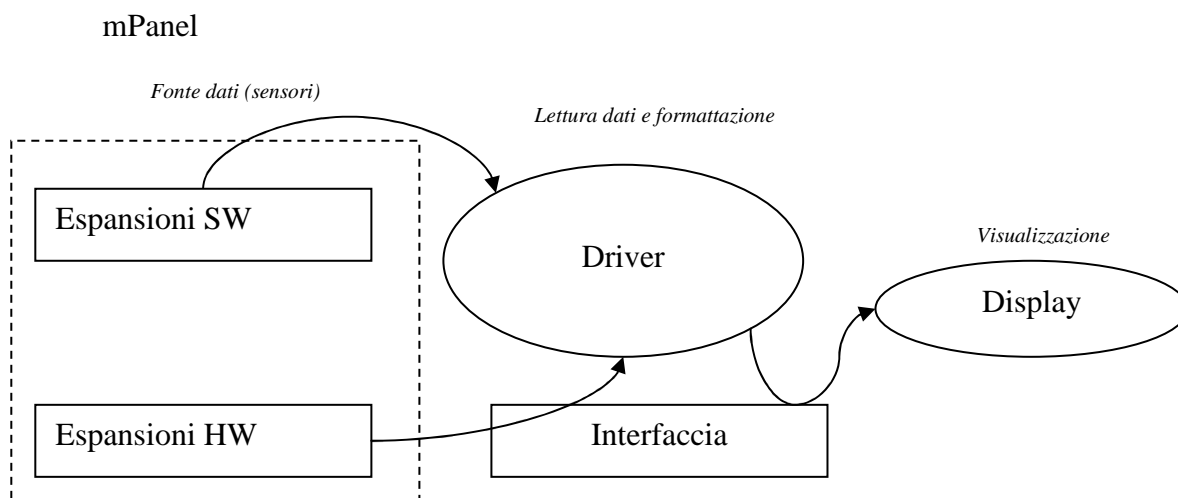 mPanel
Fonte dati (sensori)
Lettura dati e formattazione
Espansioni SW
Driver
Visualizzazione
Display
Espansioni HW
Interfaccia